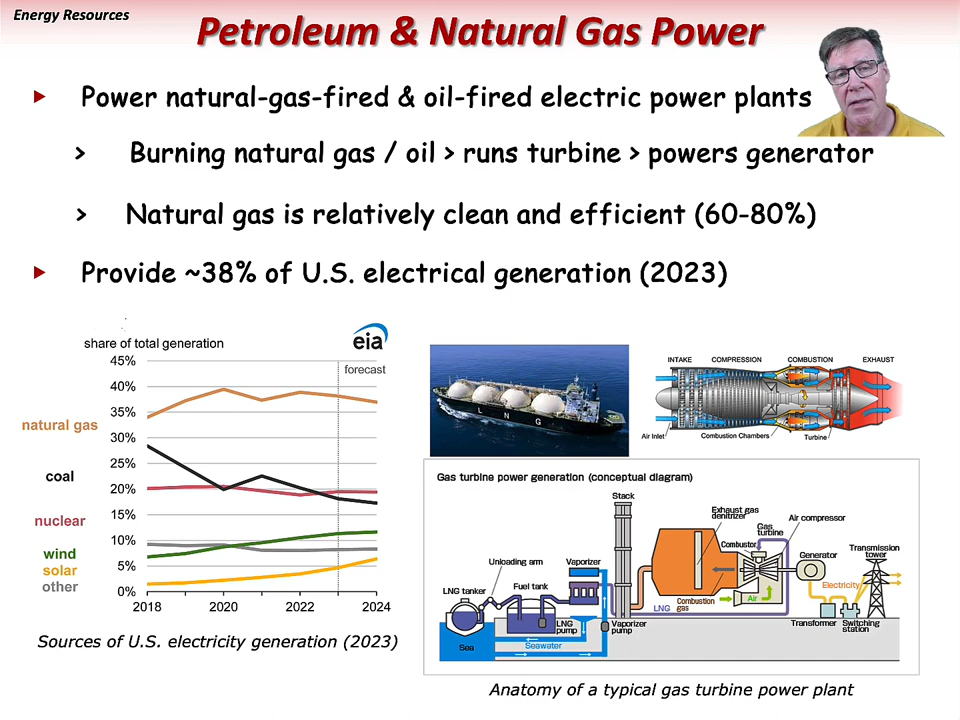 Energy Resources
Petroleum & Natural Gas Power
Power natural-gas-fired & oil-fired electric power plants
> Burning natural gas / oil > runs turbine > powers generator
> Natural gas is relatively clean and efficient (60-80%)
Provide ~38% of U.S. electrical generation (2023)
share of total generation
eia
forecast
45%
40%
35%
30%
25%
20%
15%
10%
5%
0%
natural gas
coal
nuclear
wind
solar
other
2018 2020 2022 2024
Sources of U.S. electricity generation (2023)
L N G
INTAKE COMPRESSION COMBUSTION EXHAUST
Air Inlet Combustion Chambers Turbine
Gas turbine power generation (conceptual diagram)
Stack
Exhaust gas
denitrizer
Air compressor
Gas
turbine
Combustor
Generator
Transmission
tower
Unloading arm
Vaporizer
Fuel tank
LNG tanker
Electricity
Combustion
gas
Air
LNG
LNG
pump
Vaporizer
pump
Transformer
Switching
station
Sea
Seawater
Anatomy of a typical gas turbine power plant